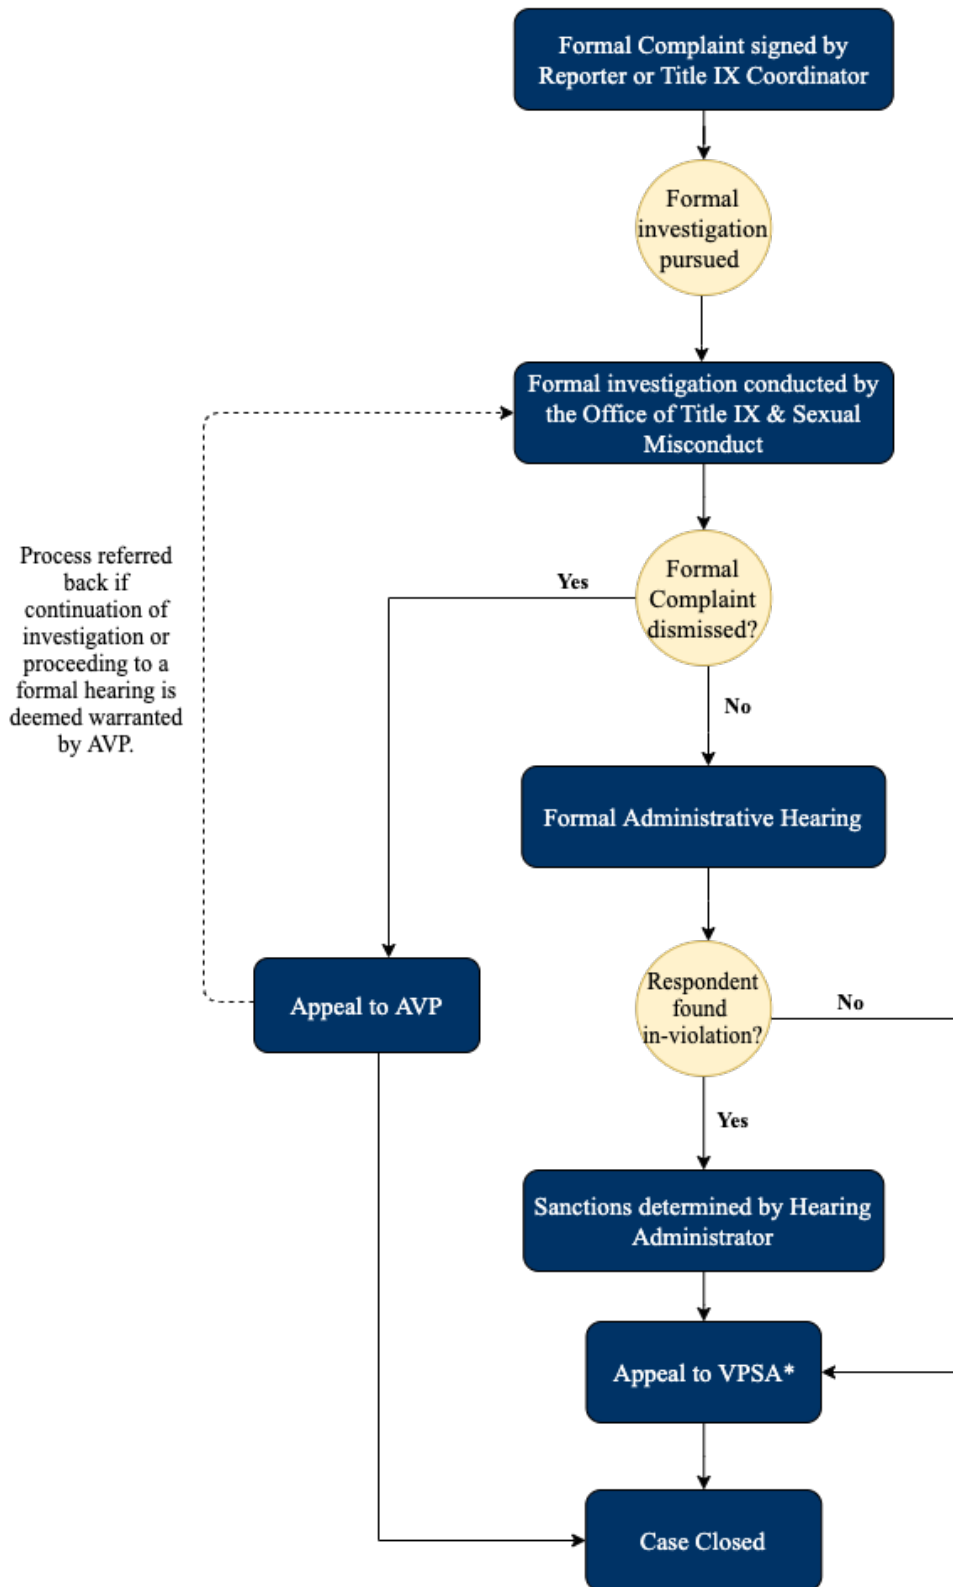 Formal Complaint signed by
Reporter or Title IX Coordinator
Formal
investigation
pursued
Formal investigation conducted by
the Office of Title IX & Sexual
Misconduct
Process referred
back if
continuation of
investigation or
proceeding to a
formal hearing is
deemed warranted
by AVP.
Yes
Formal
Complaint
dismissed?
No
Formal Administrative Hearing
Appeal to AVP
Respondent
found
in-violation?
No
Yes
Sanctions determined by Hearing
Administrator
Appeal to VPSA*
Case Closed